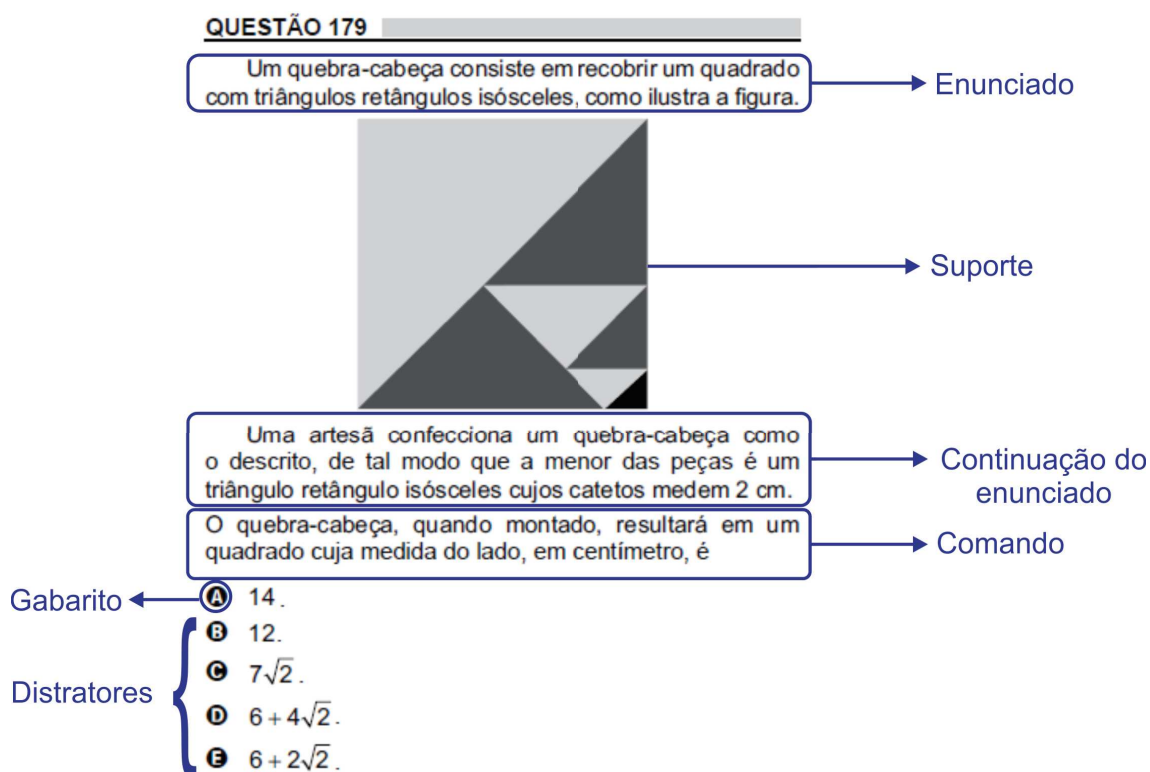 QUESTÃO 179
Um quebra-cabeça consiste em recobrir um quadrado
com triângulos retângulos isósceles, como ilustra a figura.
Enunciado
Suporte
Uma artesã confecciona um quebra-cabeça como
o descrito, de tal modo que a menor das peças é um
triângulo retângulo isósceles cujos catetos medem 2 cm.
Continuação do
enunciado
O quebra-cabeça, quando montado, resultará em um
quadrado cuja medida do lado, em centímetro, é
Comando
Gabarito
A 14 .
B 12.
C 7√2 .
D 6 + 4√2 .
E 6 + 2√2 .
Distratores